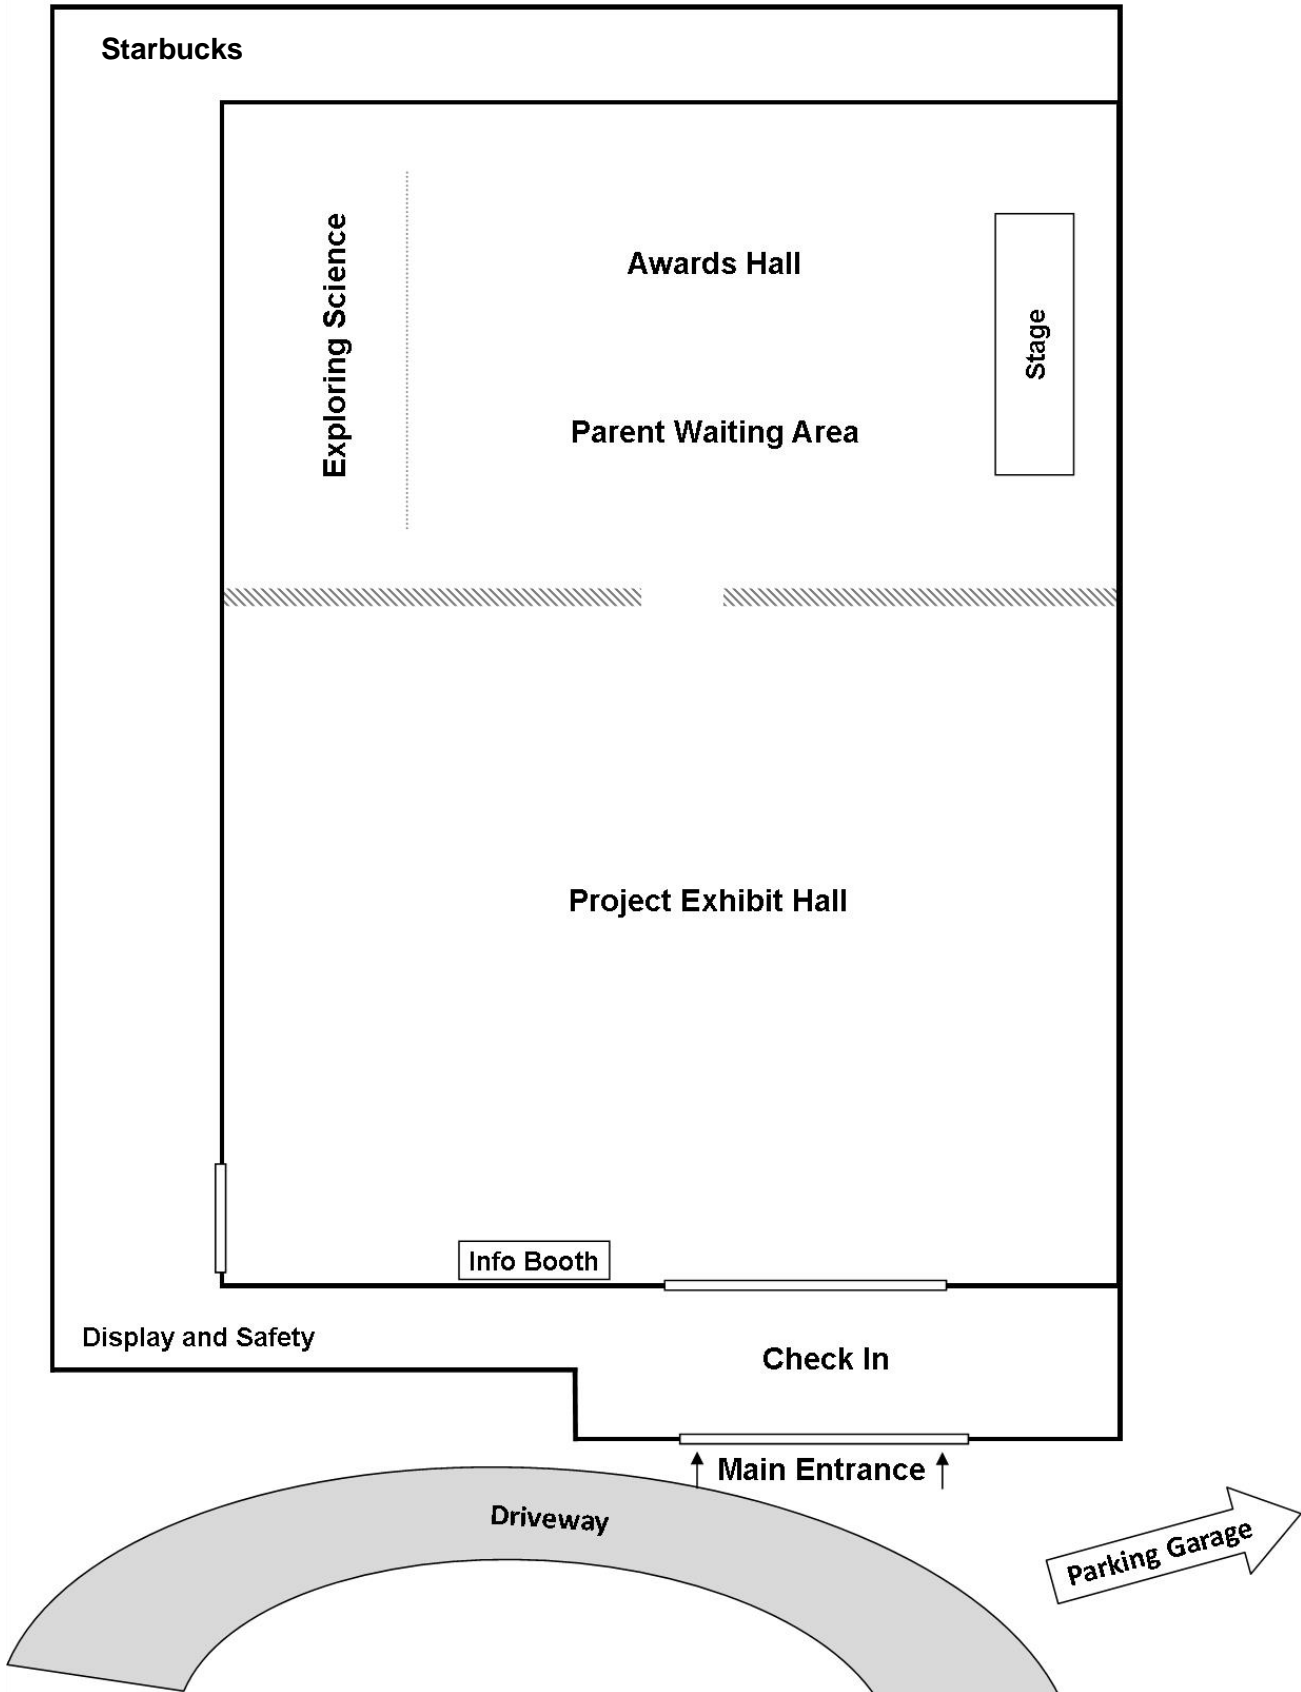 Starbucks
Exploring Science
Awards Hall
Stage
Parent Waiting Area
Project Exhibit Hall
Info Booth
Display and Safety
Check In
Main Entrance
Driveway
Parking Garage